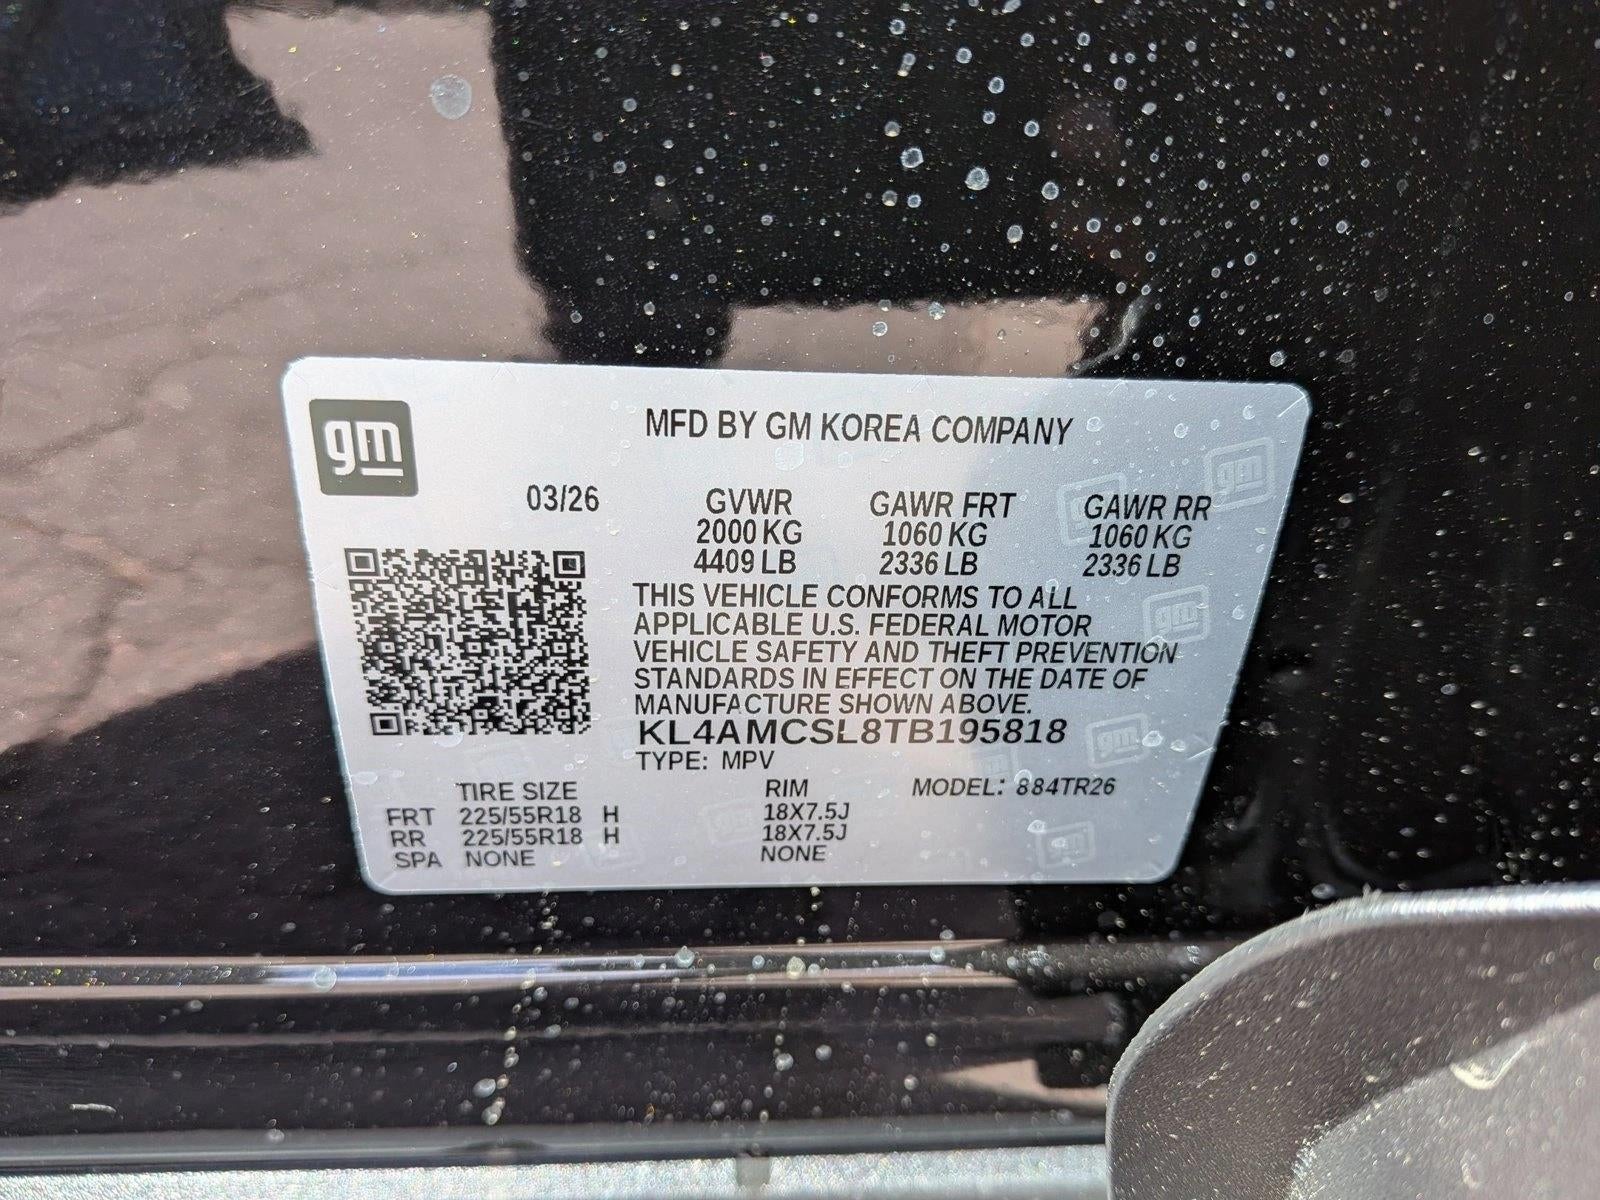 gm
MFD BY GM KOREA COMPANY
03/26 GVWR GAWR FRT GAWR RR
2000 KG 1060 KG 1060 KG
4409 LB 2336 LB 2336 LB
THIS VEHICLE CONFORMS TO ALL
APPLICABLE U.S. FEDERAL MOTOR
VEHICLE SAFETY AND THEFT PREVENTION
STANDARDS IN EFFECT ON THE DATE OF
MANUFACTURE SHOWN ABOVE.
KL4AMCSL8TB195818
TYPE: MPV
TIRE SIZE RIM MODEL: 884TR26
FRT 225/55R18 H 18X7.5J
RR 225/55R18 H 18X7.5J
SPA NONE NONE